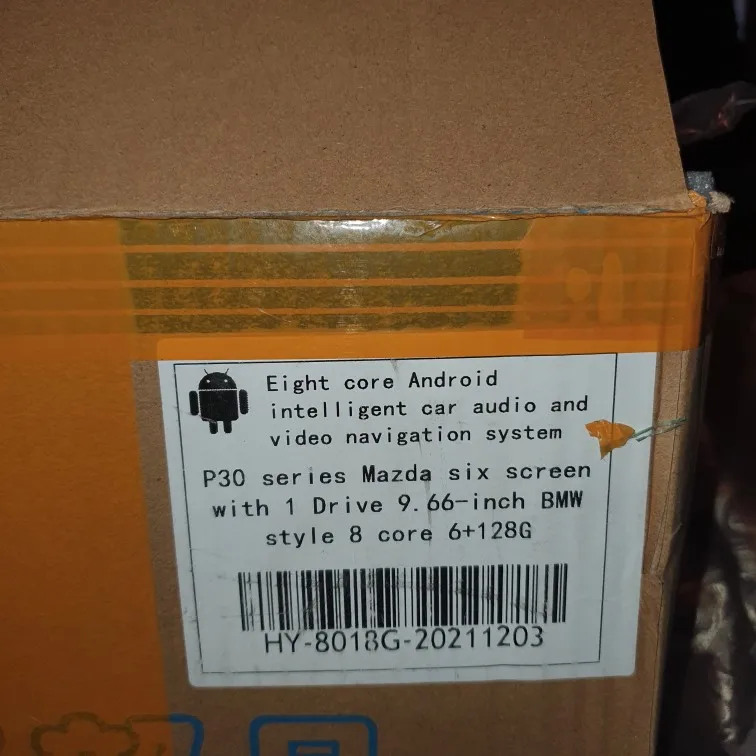 Eight core Android
intelligent car audio and
video navigation system
P30 series Mazda six screen
with 1 Drive 9.66-inch BMW
style 8 core 6+128G
HY-8018G-20211203